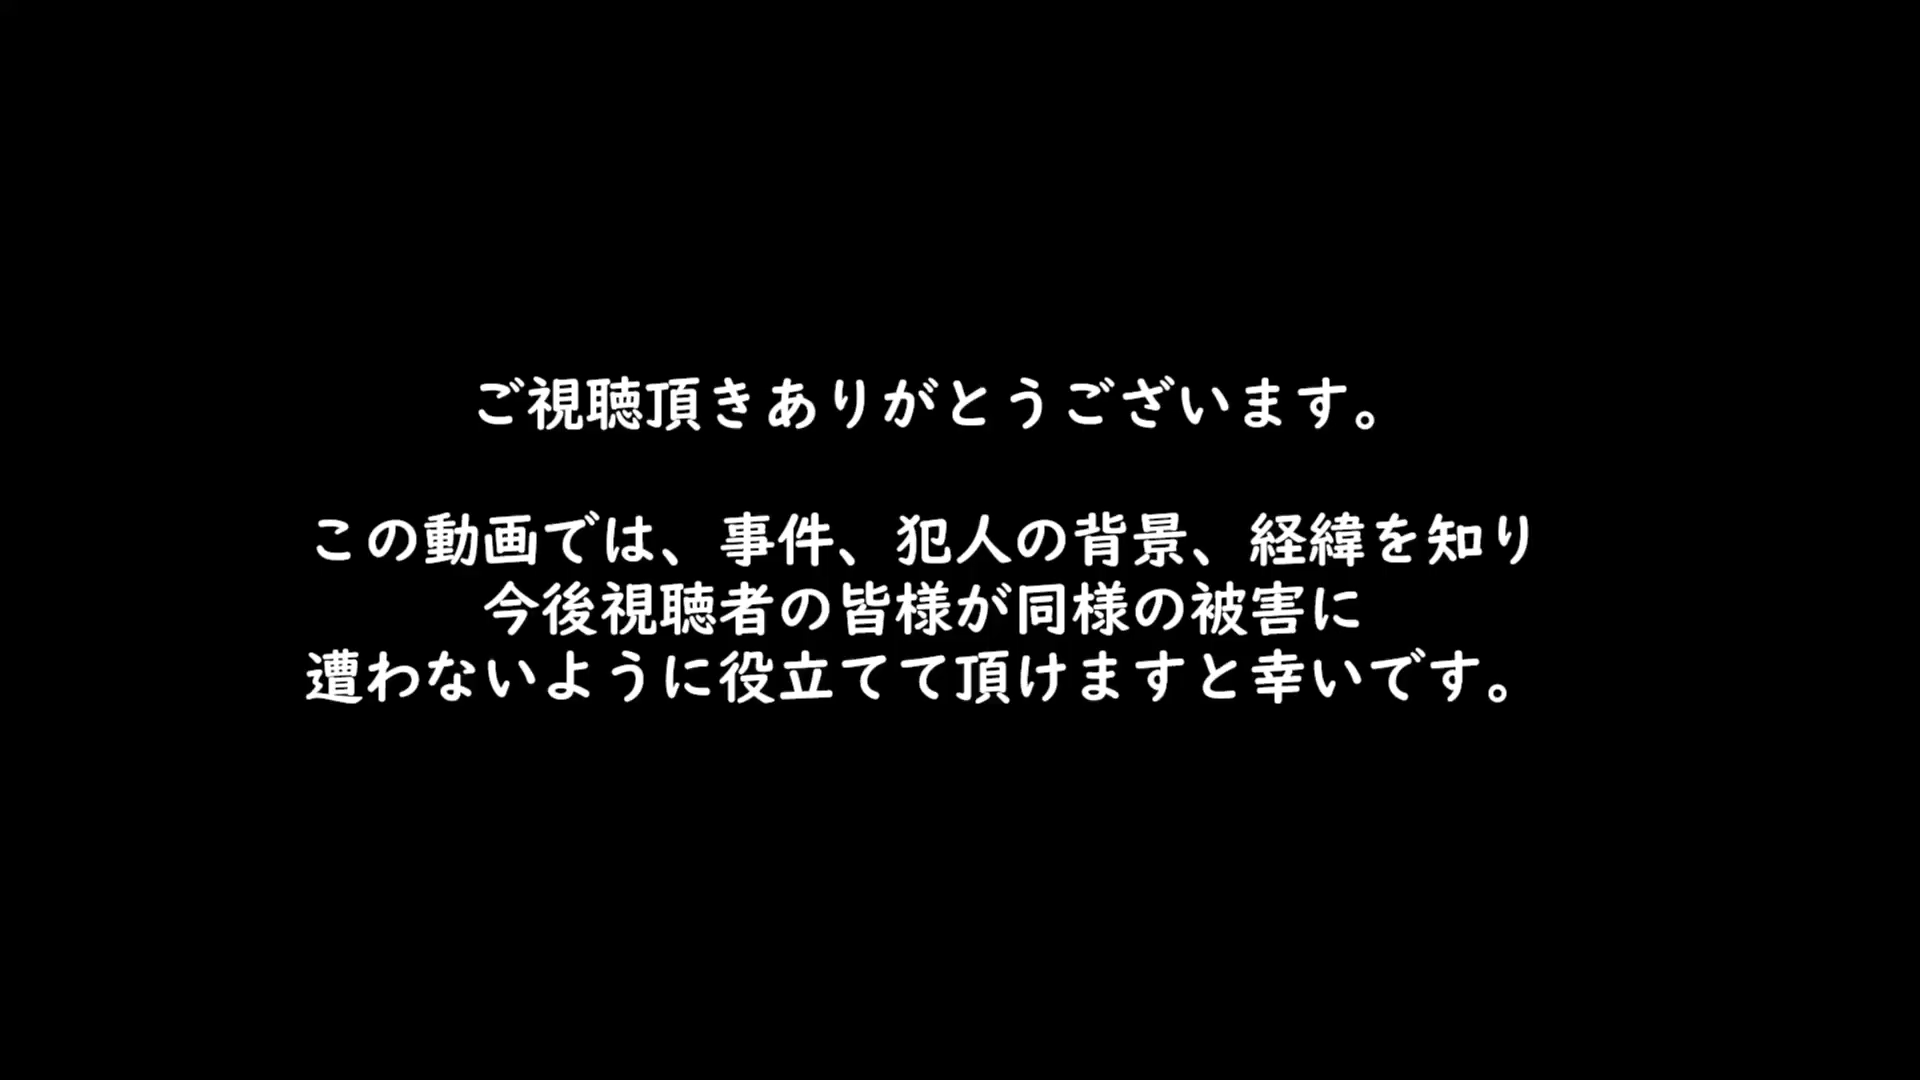 ご視聴頂きありがとうございます。
この動画では、事件、犯人の背景、経緯を知り
今後視聴者の皆様が同様の被害に
遭わないように役立てて頂けますと幸いです。